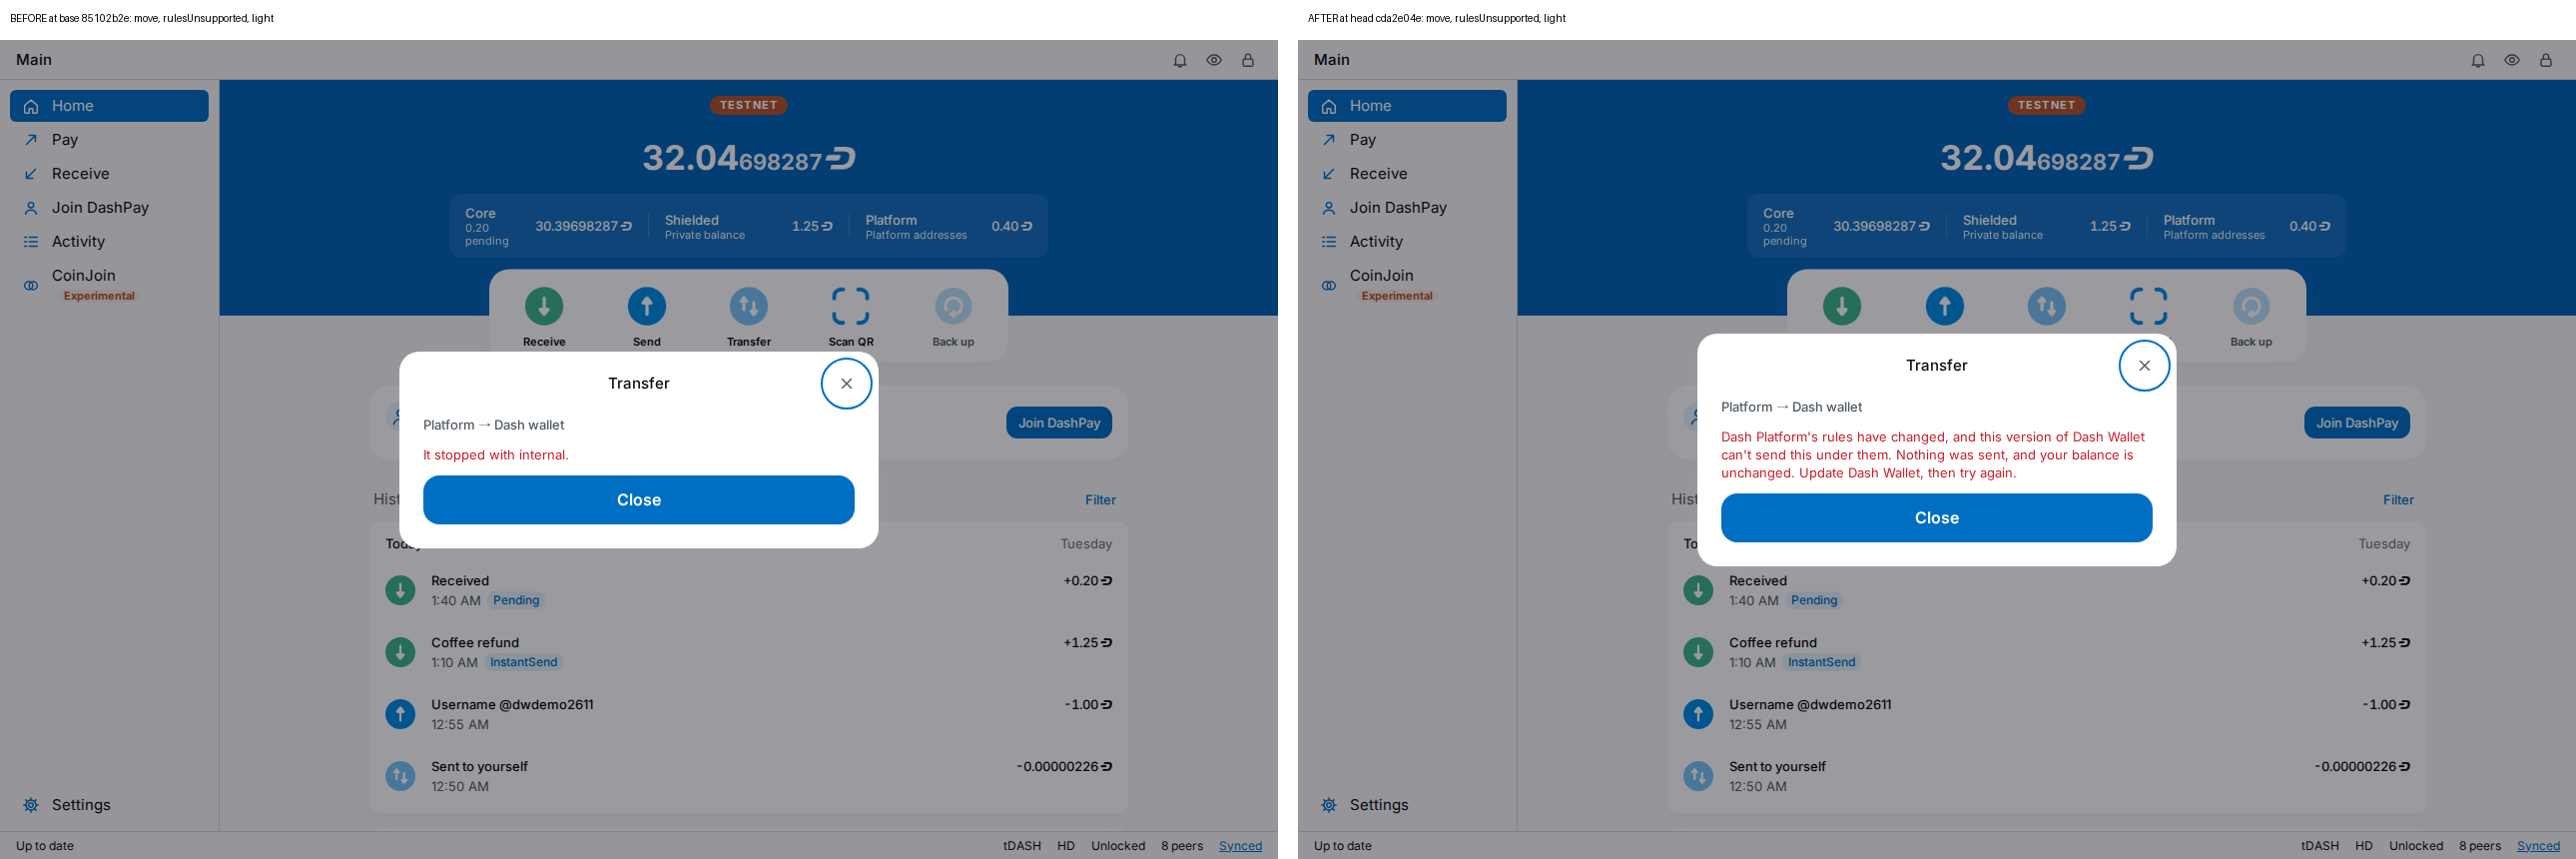 BEFORE at base 85102b2e: move, rulesUnsupported, light
Main
Home
Pay
Receive
Join DashPay
Activity
CoinJoin
Experimental
Settings
TESTNET
32.04698287
Core
0.20
pending
30.39698287
Shielded
Private balance
1.25
Platform
Platform addresses
0.40
Receive
Send
Transfer
Scan QR
Back up
Transfer
Platform → Dash wallet
It stopped with internal.
Close
Join DashPay
Filter
Tuesday
Received
1:40 AM Pending
+0.20
Coffee refund
1:10 AM InstantSend
+1.25
Username @dwdemo2611
12:55 AM
-1.00
Sent to yourself
12:50 AM
-0.00000226
Up to date
tDASH HD Unlocked 8 peers Synced
AFTER at head cda2e04e: move, rulesUnsupported, light
Main
Home
Pay
Receive
Join DashPay
Activity
CoinJoin
Experimental
Settings
TESTNET
32.04698287
Core
0.20
pending
30.39698287
Shielded
Private balance
1.25
Platform
Platform addresses
0.40
Back up
Transfer
Platform → Dash wallet
Dash Platform's rules have changed, and this version of Dash Wallet
can't send this under them. Nothing was sent, and your balance is
unchanged. Update Dash Wallet, then try again.
Close
Join DashPay
Filter
Tuesday
Received
1:40 AM Pending
+0.20
Coffee refund
1:10 AM InstantSend
+1.25
Username @dwdemo2611
12:55 AM
-1.00
Sent to yourself
12:50 AM
-0.00000226
Up to date
tDASH HD Unlocked 8 peers Synced